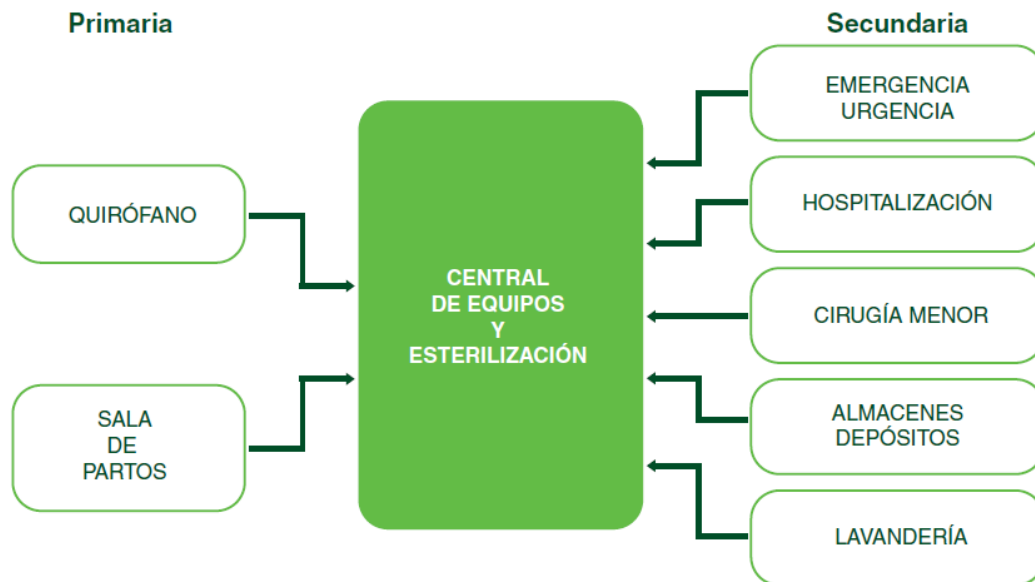 Primaria
Secundaria
QUIRÓFANO
SALA
DE
PARTOS
CENTRAL
DE EQUIPOS
Y
ESTERILIZACIÓN
EMERGENCIA
URGENCIA
HOSPITALIZACIÓN
CIRUGÍA MENOR
ALMACENES
DEPÓSITOS
LAVANDERÍA